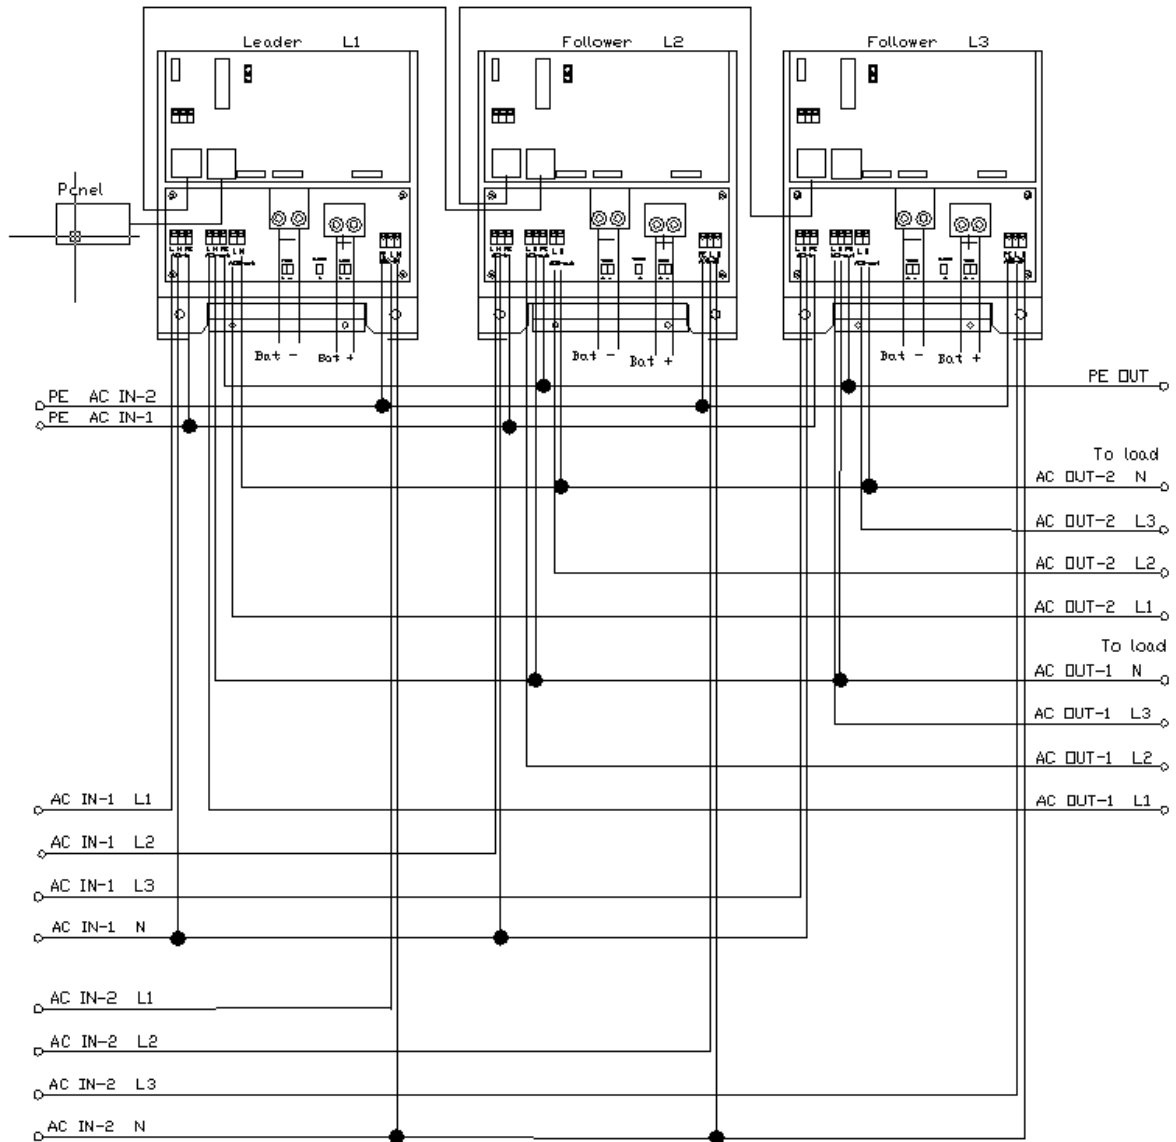 Leader L1
Follower L2
Follower L3
Panel
Bat -
Bat +
Bat -
Bat +
Bat -
Bat +
PE OUT
PE AC IN-2
PE AC IN-1
To load
AC OUT-2 N
AC OUT-2 L3
AC OUT-2 L2
AC OUT-2 L1
To load
AC OUT-1 N
AC OUT-1 L3
AC OUT-1 L2
AC OUT-1 L1
AC IN-1 L1
AC IN-1 L2
AC IN-1 L3
AC IN-1 N
AC IN-2 L1
AC IN-2 L2
AC IN-2 L3
AC IN-2 N